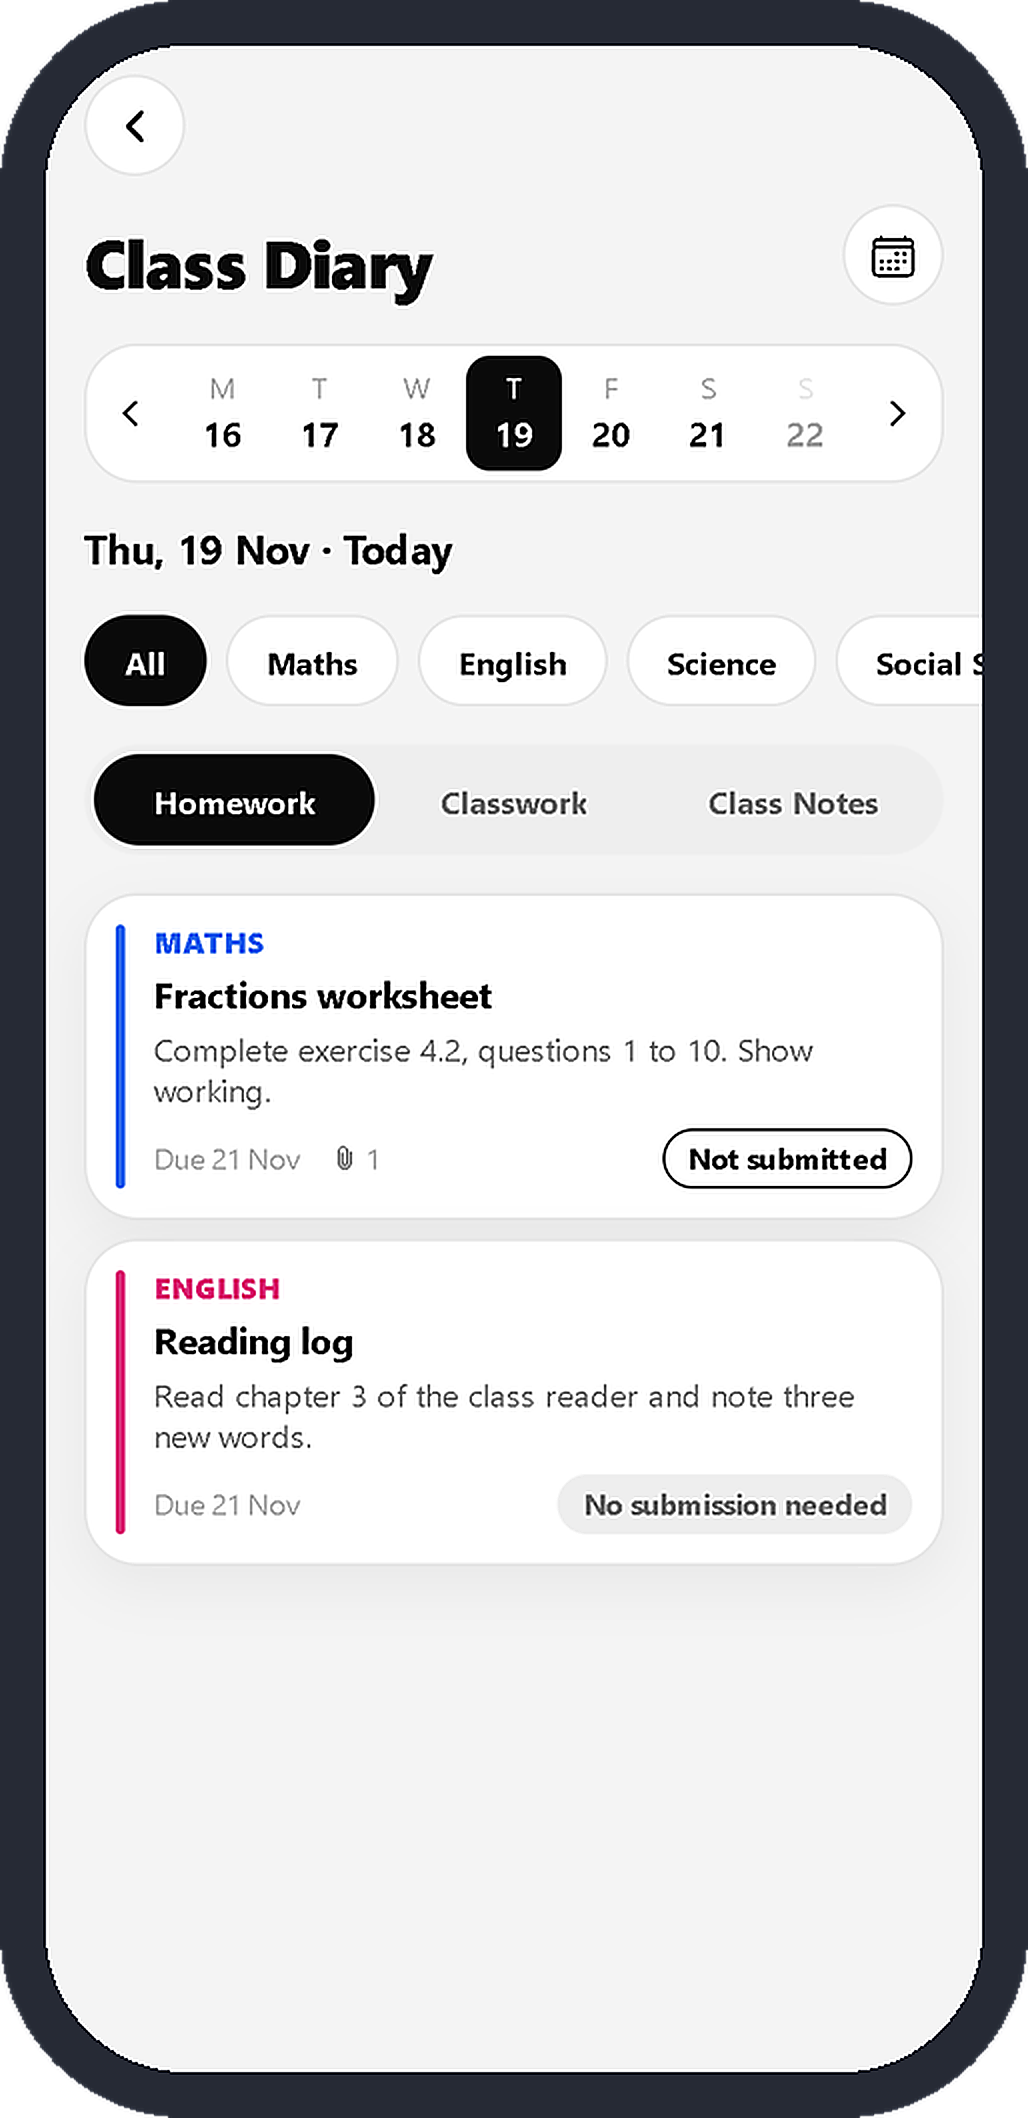 Class Diary
M T W T F S S
16 17 18 19 20 21 22
Thu, 19 Nov · Today
All Maths English Science Social
Homework Classwork Class Notes
MATHS
Fractions worksheet
Complete exercise 4.2, questions 1 to 10. Show
working.
Due 21 Nov 1 Not submitted
ENGLISH
Reading log
Read chapter 3 of the class reader and note three
new words.
Due 21 Nov No submission needed